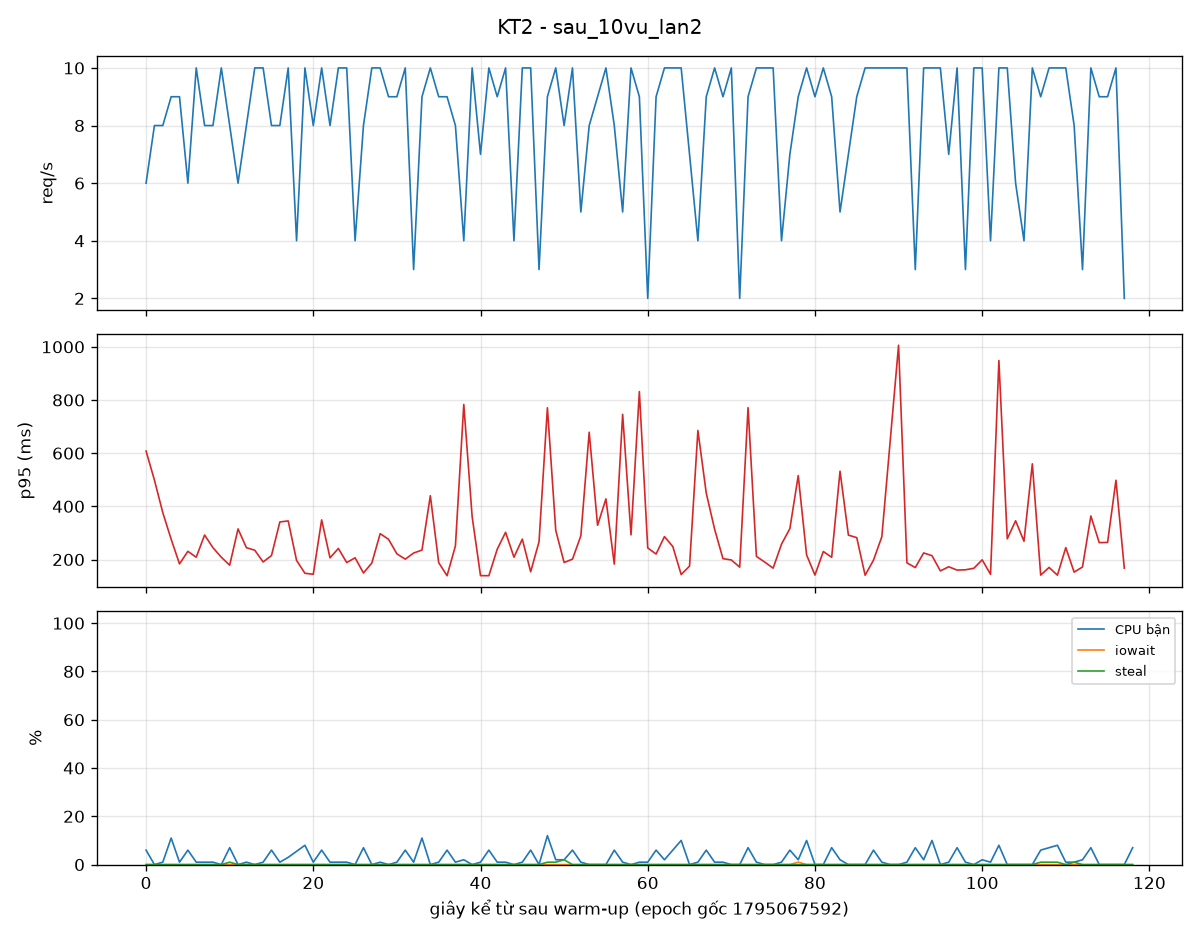 KT2 - sau_10vu_lan2
10
8
6
4
2
req/s
1000
800
600
400
200
p95 (ms)
100
80
60
40
20
0
%
CPU bận
iowait
steal
0 20 40 60 80 100 120
giây kể từ sau warm-up (epoch gốc 1795067592)